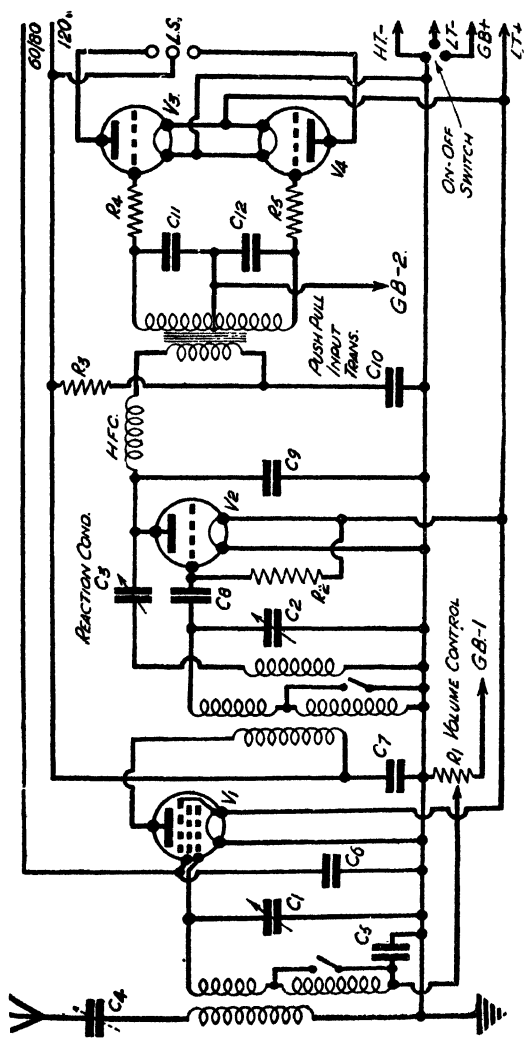 60/80
120v
HT-
LT-
GB+
LT+
L.S.
ON-OFF
SWITCH
V3.
V4
R4
R5
C11
C12
GB-2.
PUSH PULL
INPUT
TRANS.
R3
C10
H.F.C.
C9
REACTION COND.
C3
V2
C8
R2
C2
R1 VOLUME CONTROL
GB-1
C7
V1
C6
C1
C5
C4